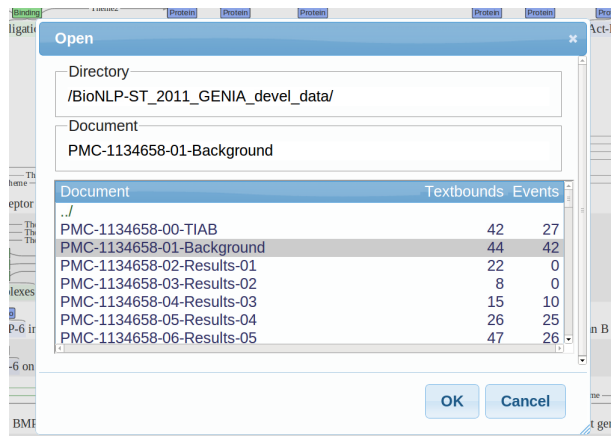 Binding Protein Protein Protein Protein Protein
Open ×
Directory
/BioNLP-ST_2011_GENIA_devel_data/
Document
PMC-1134658-01-Background
Document Textbounds Events
../
PMC-1134658-00-TIAB 42 27
PMC-1134658-01-Background 44 42
PMC-1134658-02-Results-01 22 0
PMC-1134658-03-Results-02 8 0
PMC-1134658-04-Results-03 15 10
PMC-1134658-05-Results-04 26 25
PMC-1134658-06-Results-05 47 26
OK Cancel